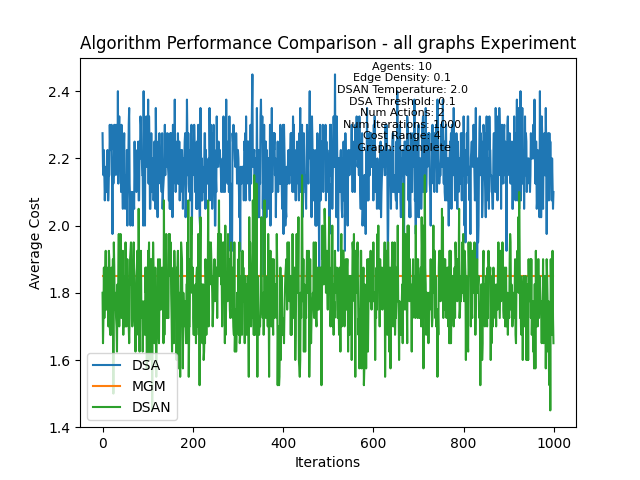 Algorithm Performance Comparison - all graphs Experiment
Agents: 10
Edge Density: 0.1
DSAN Temperature: 2.0
DSA Threshold: 0.1
Num Actions: 2
Num Iterations: 1000
Cost Range: 4
Graph: complete
Average Cost
2.4
2.2
2.0
1.8
1.6
1.4
DSA
MGM
DSAN
0
200
400
600
800
1000
Iterations